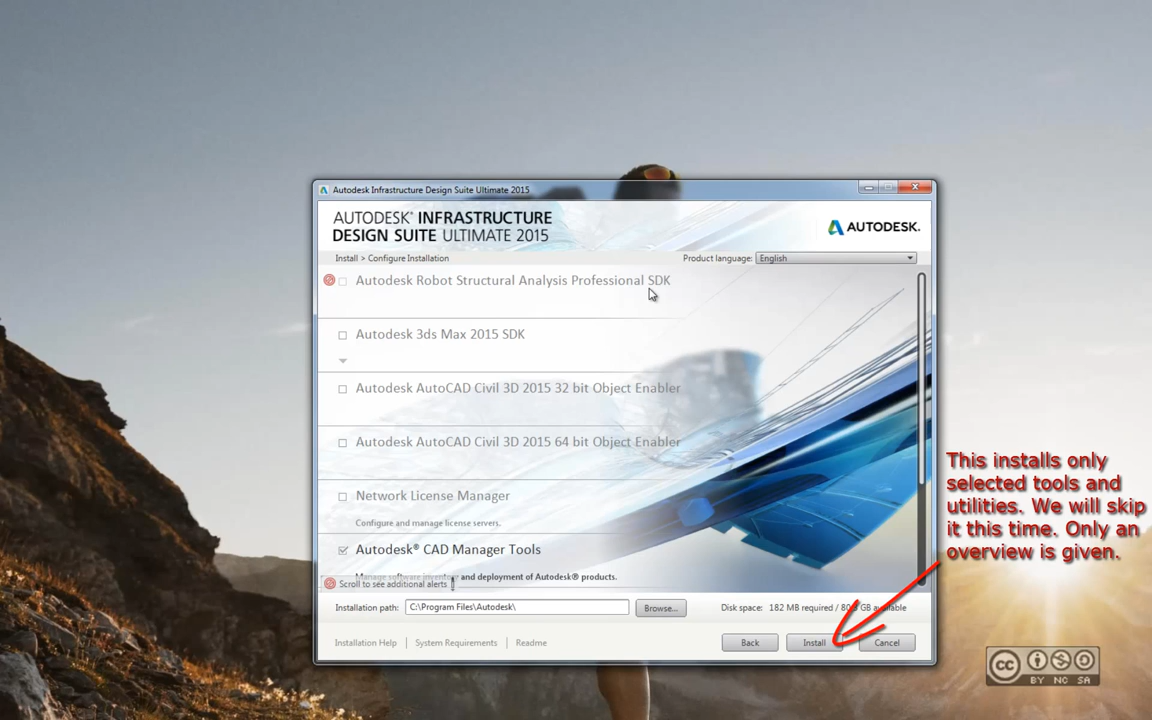 Autodesk Infrastructure Design Suite Ultimate 2015
AUTODESK® INFRASTRUCTURE
DESIGN SUITE ULTIMATE 2015
AUTODESK.
Install > Configure Installation
Product language: English
Autodesk Robot Structural Analysis Professional SDK
Autodesk 3ds Max 2015 SDK
Autodesk AutoCAD Civil 3D 2015 32 bit Object Enabler
Autodesk AutoCAD Civil 3D 2015 64 bit Object Enabler
Network License Manager
Configure and manage license servers.
Autodesk® CAD Manager Tools
Manage software inventory and deployment of Autodesk® products.
Scroll to see additional alerts
Installation path: C:\Program Files\Autodesk\ Browse...
Disk space: 182 MB required / GB available
Installation Help | System Requirements | Readme
Back Install Cancel
This installs only
selected tools and
utilities. We will skip
it this time. Only an
overview is given.
cc
BY NC SA